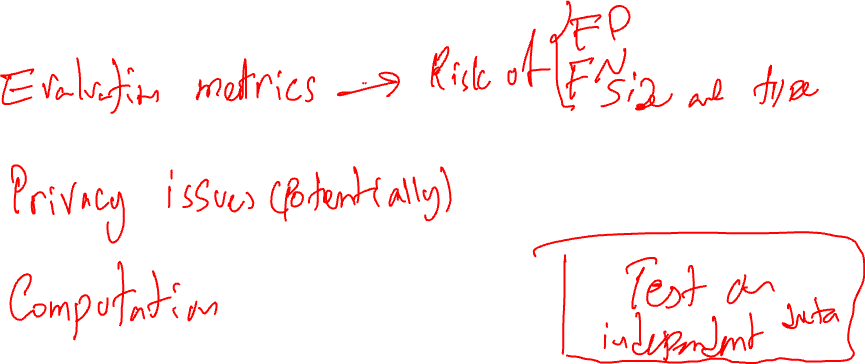 Evaluation metrics → Risk of { FP
FN
Size and type
Privacy issues (potentially)
Computation
Test on
independent data